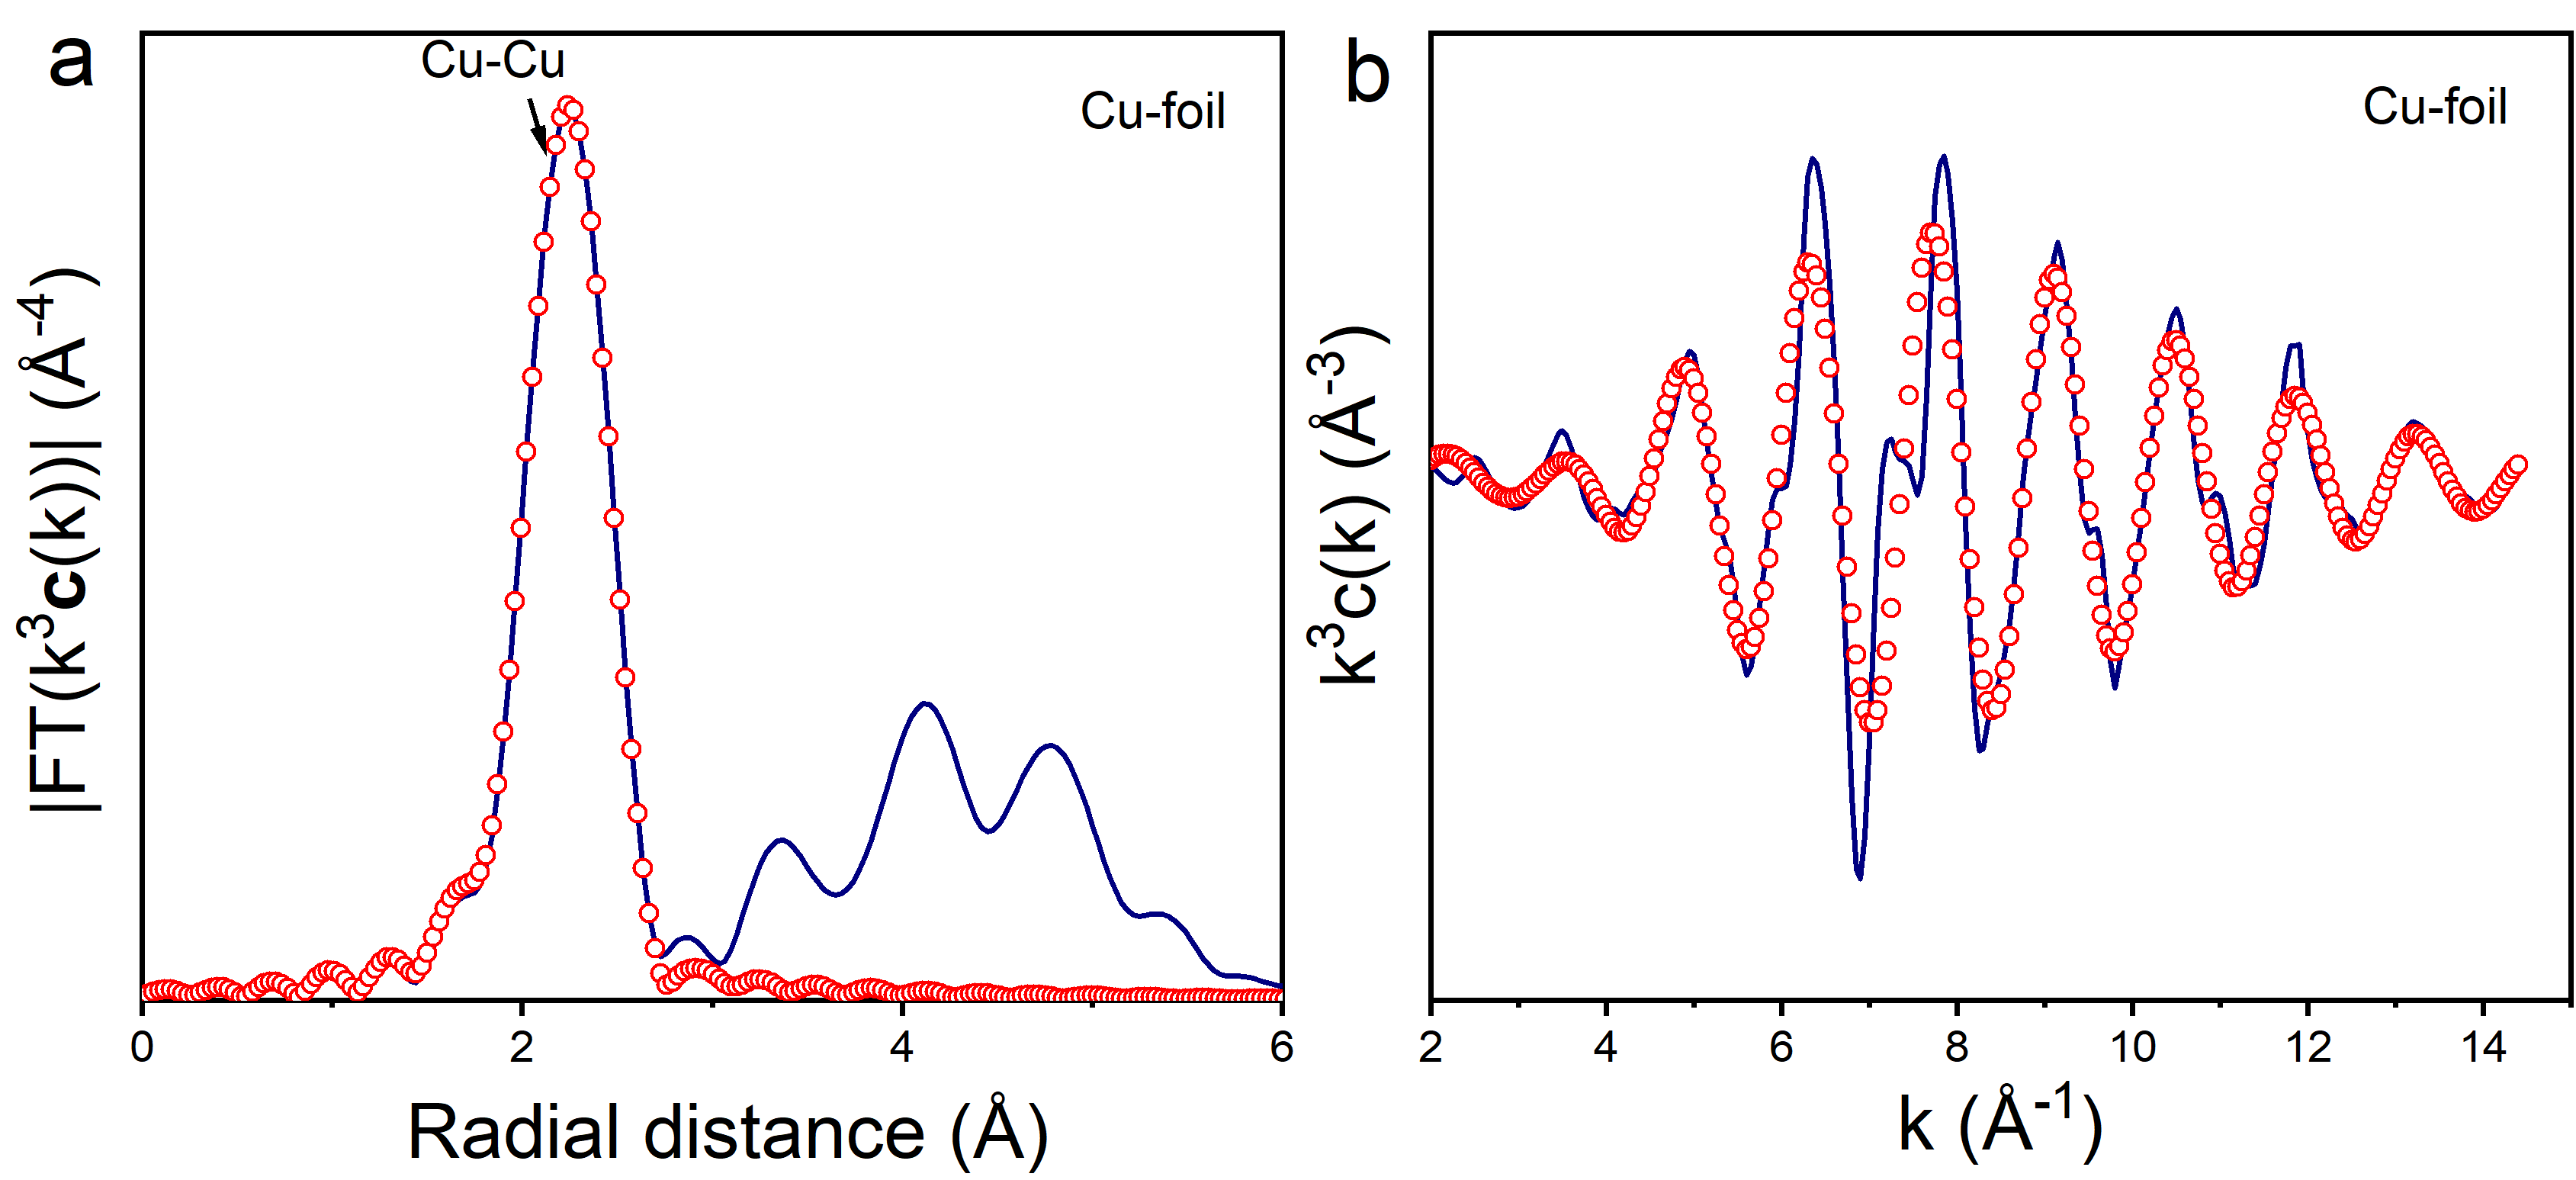 a
Cu-Cu
Cu-foil
|FT(k³c(k))| (Å⁻⁴)
0 2 4 6
Radial distance (Å)
b
Cu-foil
k³c(k) (Å⁻³)
2 4 6 8 10 12 14
k (Å⁻¹)